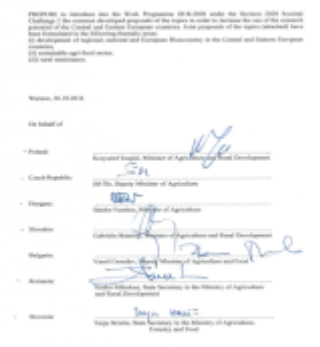 PROPOSE to introduce into the Work Programme 2018-2020 under the Horizon 2020 Societal
Challenge 2 the common developed proposals of the topics in order to increase the use of the research
potential of the Central and Eastern European countries. Joint proposals of the topics (attached) have
been formulated in the following thematic areas:
(i) development of regional, national and European Bioeconomy in the Central and Eastern European
countries,
(ii) sustainable agri-food sector,
(iii) rural renaissance.
Warsaw,
On behalf of
Poland
Krzysztof Jurgiel, Minister of Agriculture and Rural Development
Czech Republic
Deputy Minister of Agriculture
Hungary
Minister of Agriculture
Slovakia
Gabriela Minister of Agriculture and Rural Development
Bulgaria
Minister of Agriculture and Food
Romania
State Secretary in the Ministry of Agriculture
and Rural Development
Slovenia
Tanja Strniša, State Secretary in the Ministry of Agriculture,
Forestry and Food